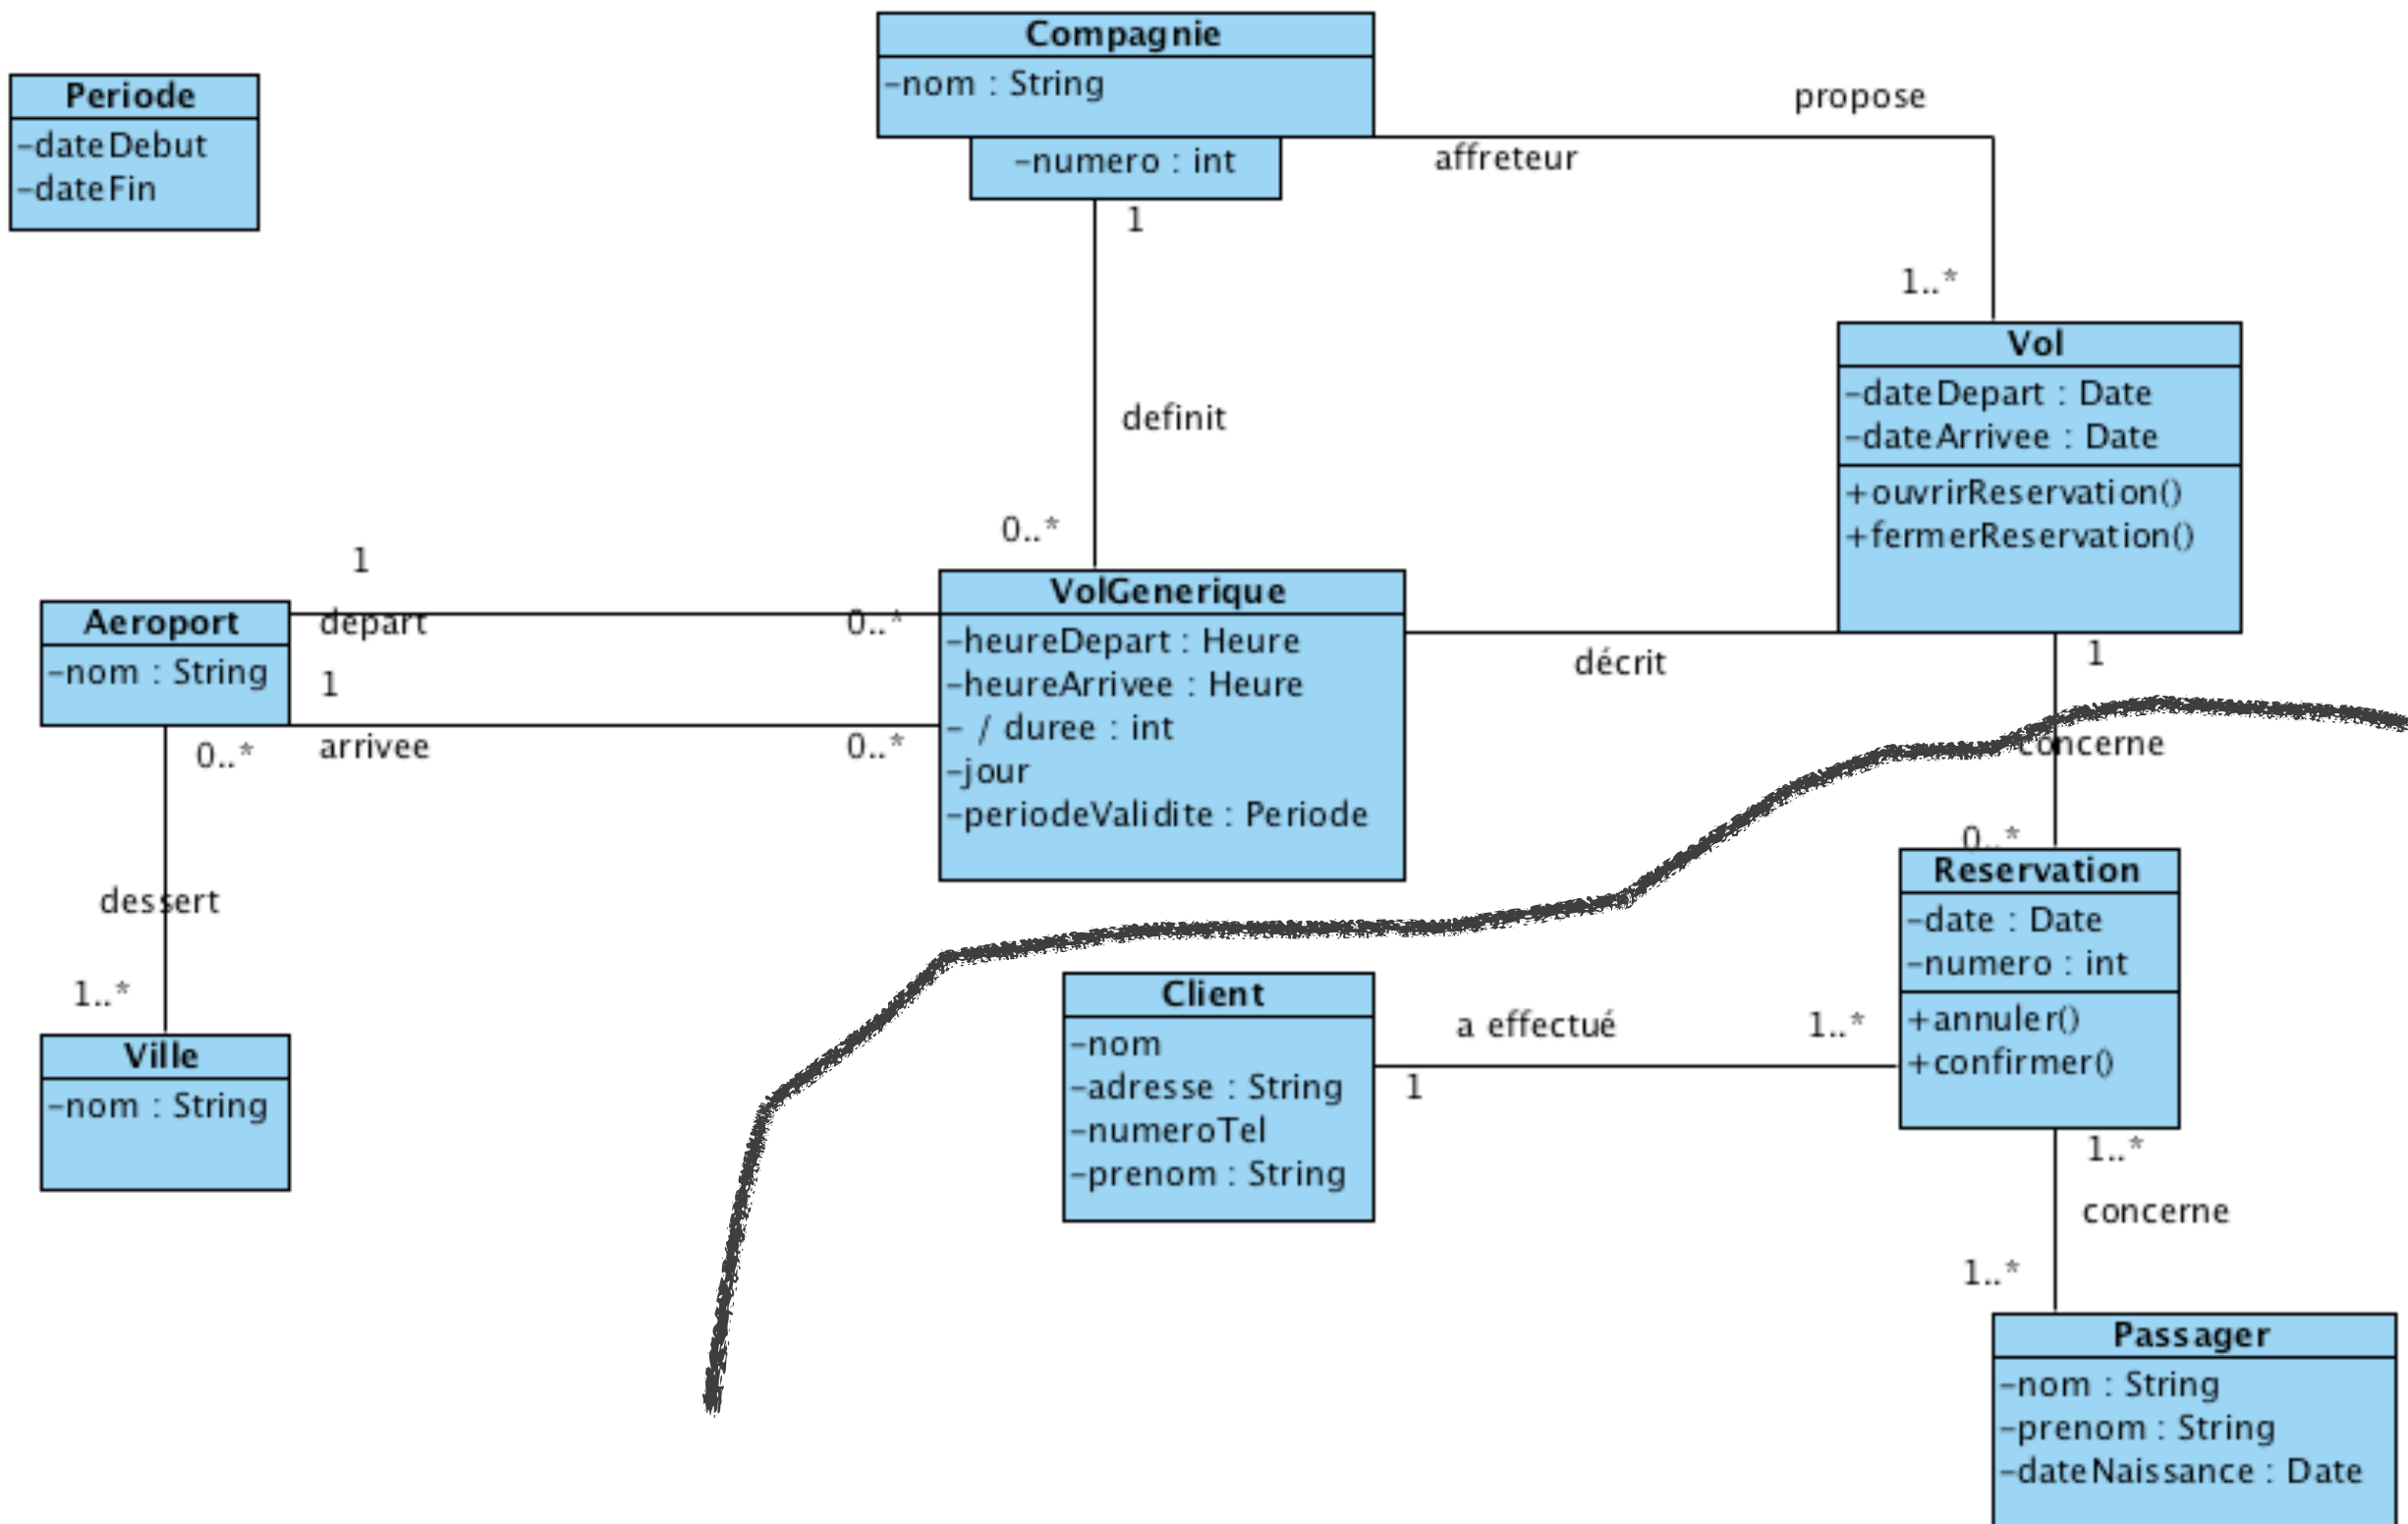 Compagnie
-nom : String
-numero : int
1
propose
affreteur
1..*
Periode
-dateDebut
-dateFin
Vol
-dateDepart : Date
-dateArrivee : Date
+ouvrirReservation()
+fermerReservation()
definit
0..*
1
depart
0..*
Aeroport
-nom : String
1
arrivee
0..*
VolGenerique
-heureDepart : Heure
-heureArrivee : Heure
- / duree : int
-jour
-periodeValidite : Periode
décrit
1
concerne
0..*
0..*
dessert
1..*
Ville
-nom : String
Reservation
-date : Date
-numero : int
+annuler()
+confirmer()
Client
-nom
-adresse : String
-numeroTel
-prenom : String
a effectué
1..*
1
1..*
concerne
1..*
Passager
-nom : String
-prenom : String
-dateNaissance : Date